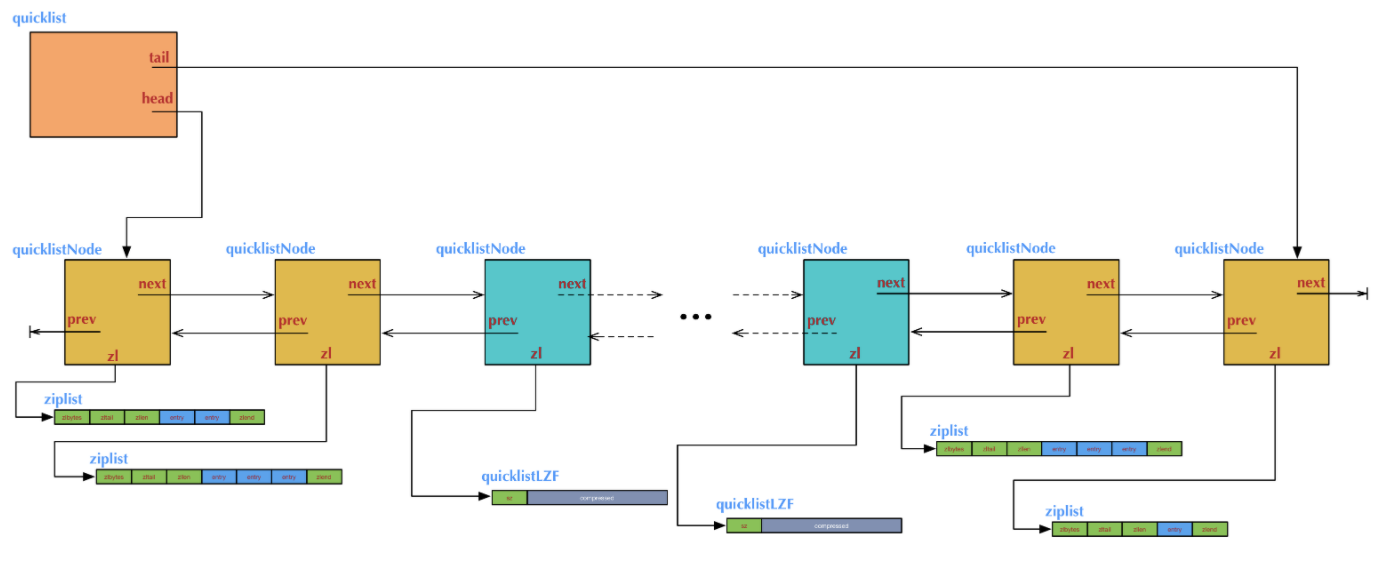 quicklist
tail
head
quicklistNode quicklistNode quicklistNode quicklistNode quicklistNode quicklistNode
next next next next next next
prev prev prev prev prev prev
...
zl zl zl zl zl zl
ziplist
zlbytes zltail zllen entry entry zlend
ziplist
zlbytes zltail zllen entry entry entry zlend
quicklistLZF
sz compressed
quicklistLZF
sz compressed
ziplist
zlbytes zltail zllen entry entry entry zlend
ziplist
zlbytes zltail zllen entry zlend